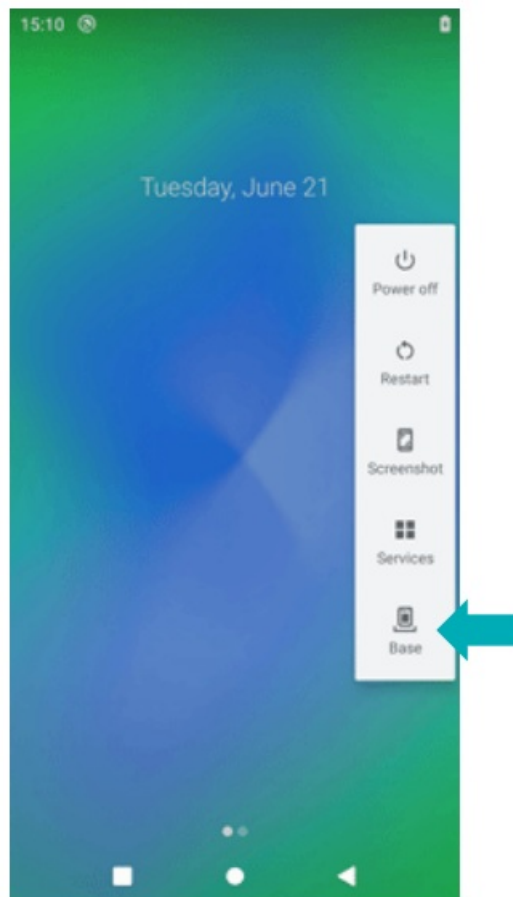 15:10
Tuesday, June 21
Power off
Restart
Screenshot
Services
Base